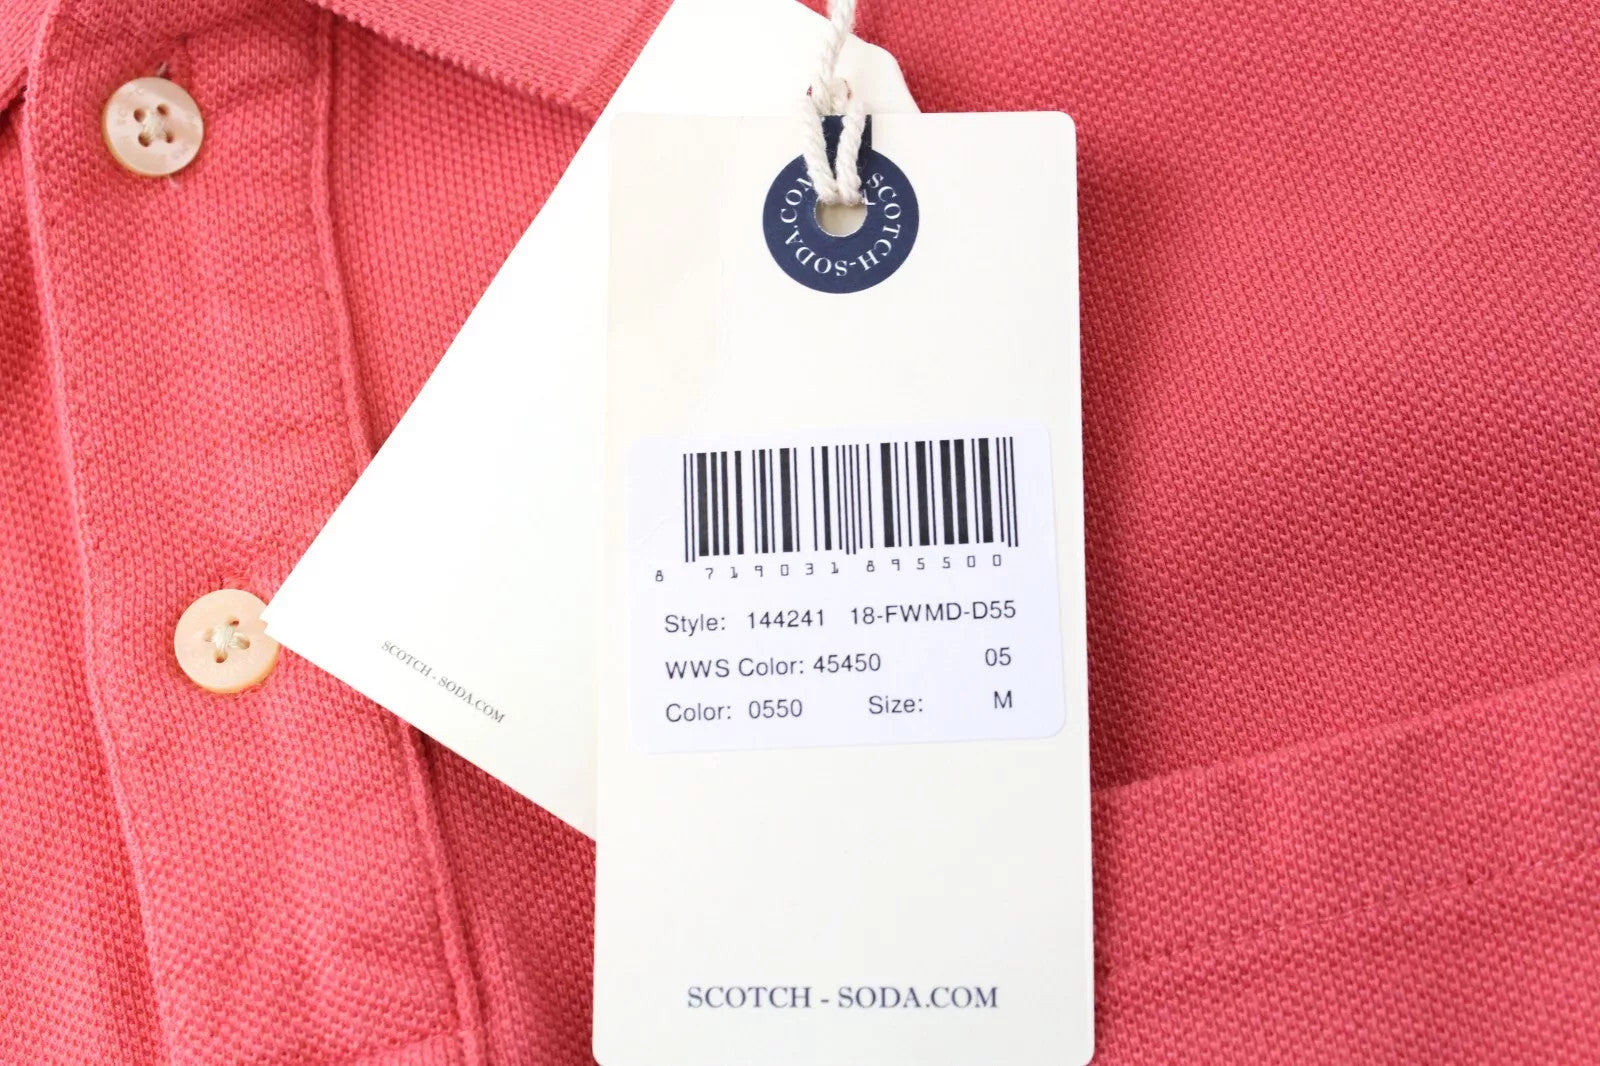 SCOTCH-SODA.COM
8 719031 895500
Style: 144241 18-FWMD-D55
WWS Color: 45450 05
Color: 0550 Size: M
SCOTCH - SODA.COM
SCOTCH - SODA.COM